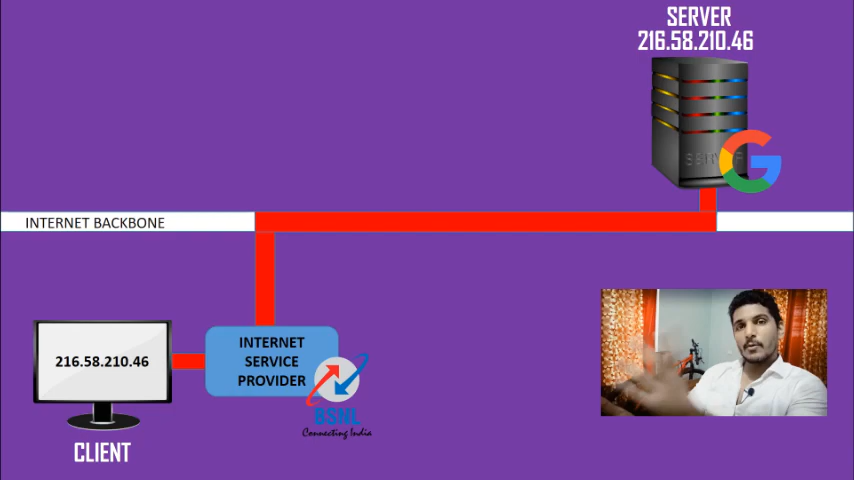 SERVER
216.58.210.46
INTERNET BACKBONE
216.58.210.46
INTERNET
SERVICE
PROVIDER
BSNL
Connecting India
CLIENT